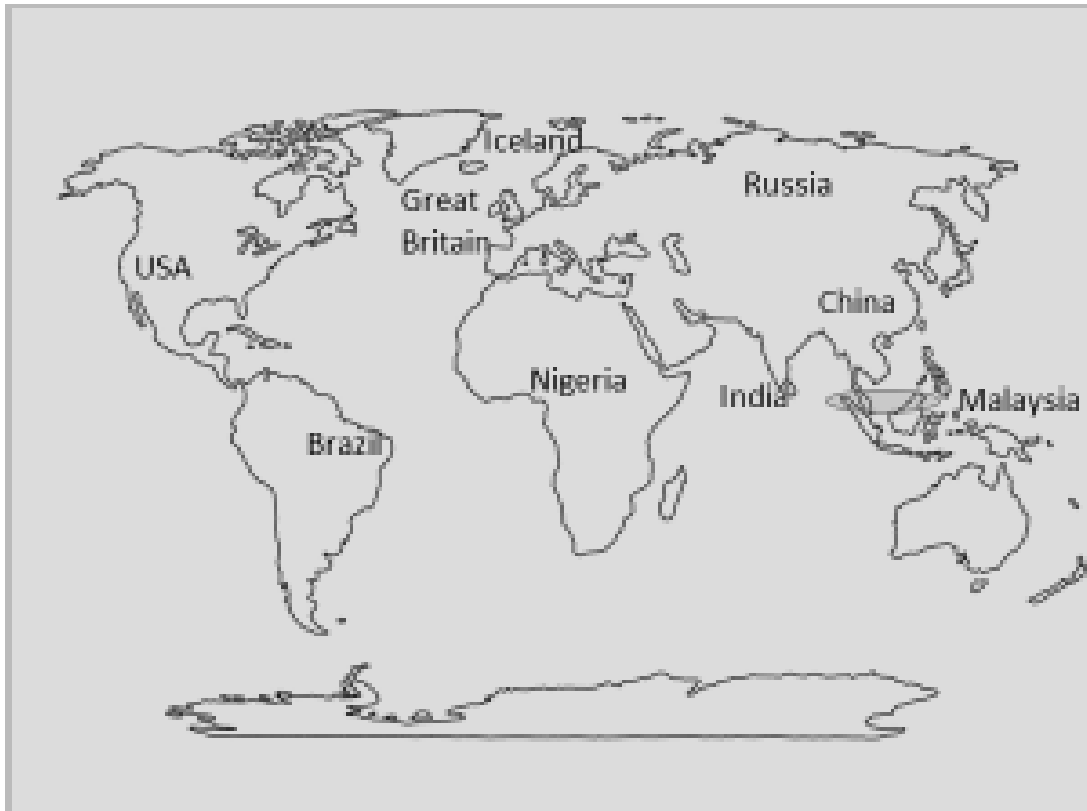 Iceland
Russia
Great
Britain
USA
China
Nigeria
India
Malaysia
Brazil